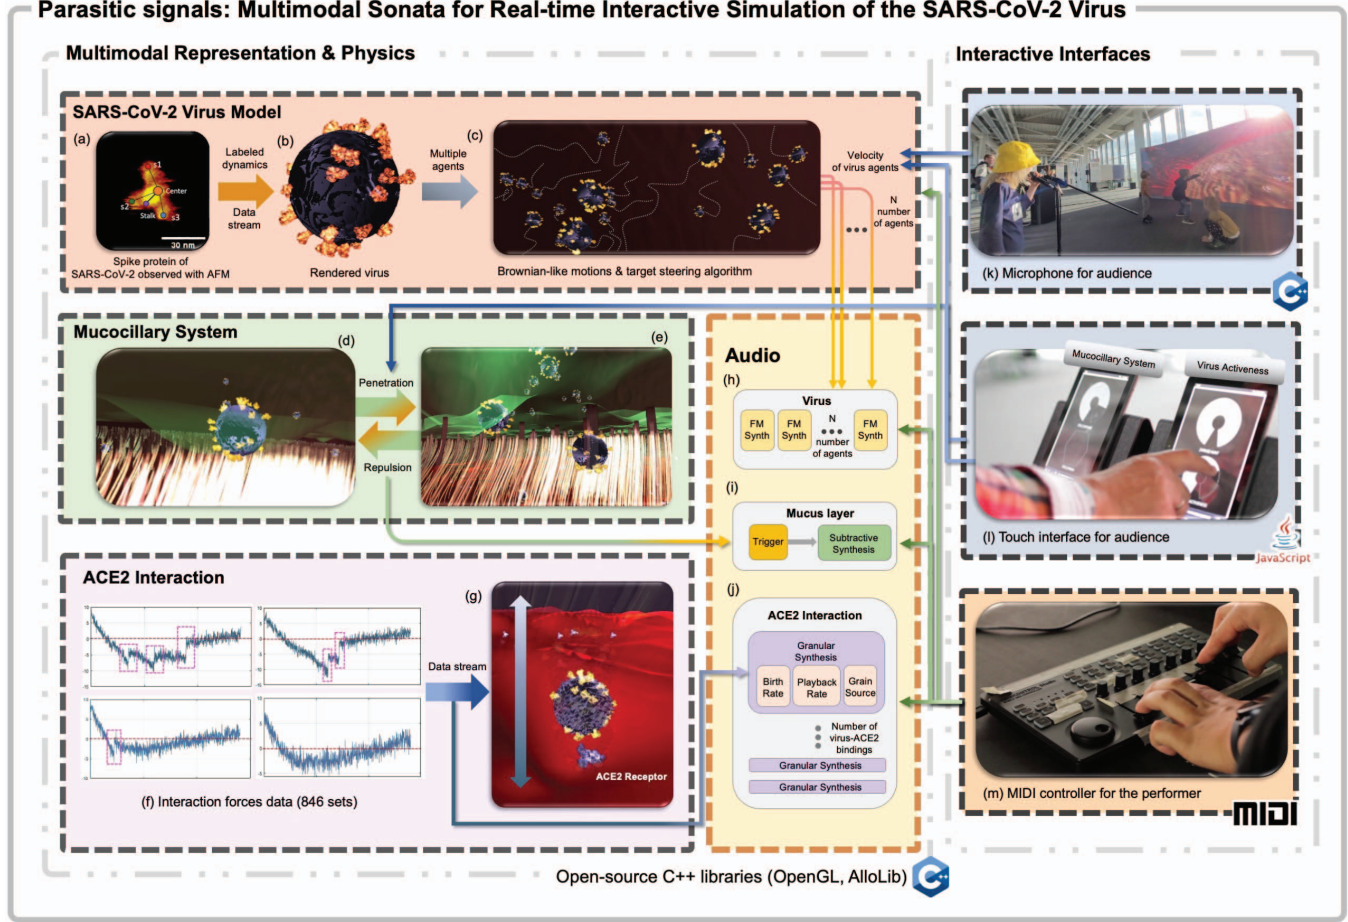 Parasitic signals: Multimodal Sonata for Real-time Interactive Simulation of the SARS-CoV-2 Virus
Multimodal Representation & Physics
SARS-CoV-2 Virus Model
(a)
s1
Center
s2
Stalk
s3
30 nm
Spike protein of
SARS-CoV-2 observed with AFM
Labeled
dynamics
Data
stream
(b)
Rendered virus
Multiple
agents
(c)
Brownian-like motions & target steering algorithm
Velocity
of virus agents
N
number
of agents
Mucocillary System
(d)
Penetration
Repulsion
(e)
ACE2 Interaction
(f) Interaction forces data (846 sets)
Data stream
(g)
ACE2 Receptor
Audio
(h)
Virus
FM
Synth
FM
Synth
N
number
of agents
FM
Synth
(i)
Mucus layer
Trigger
Subtractive
Synthesis
(j)
ACE2 Interaction
Granular
Synthesis
Birth
Rate
Playback
Rate
Grain
Source
Number of
virus-ACE2
bindings
Granular Synthesis
Granular Synthesis
Open-source C++ libraries (OpenGL, AlloLib)
C++
Interactive Interfaces
(k) Microphone for audience
C++
Mucocillary System
Virus Activeness
(l) Touch interface for audience
JavaScript
(m) MIDI controller for the performer
MIDI